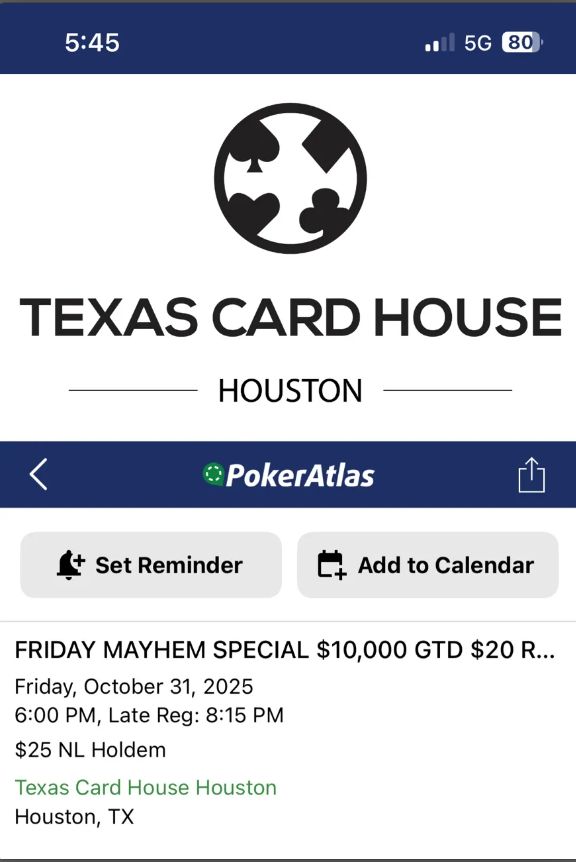 5:45 5G 80
TEXAS CARD HOUSE
HOUSTON
PokerAtlas
Set Reminder Add to Calendar
FRIDAY MAYHEM SPECIAL $10,000 GTD $20 R...
Friday, October 31, 2025
6:00 PM, Late Reg: 8:15 PM
$25 NL Holdem
Texas Card House Houston
Houston, TX